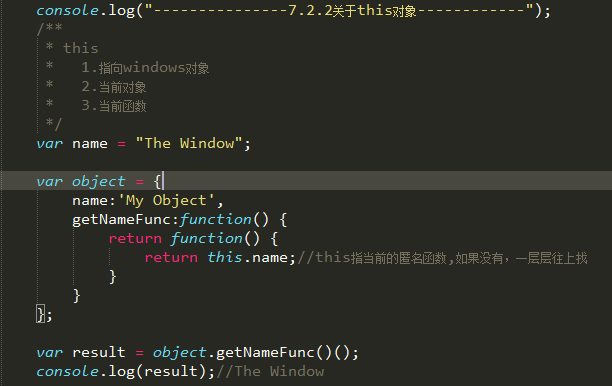 console.log("---------------7.2.2关于this对象------------");
/**
 * this
 *   1.指向windows对象
 *   2.当前对象
 *   3.当前函数
 */
var name = "The Window";
var object = {
    name:'My Object',
    getNameFunc:function() {
        return function() {
            return this.name;//this指当前的匿名函数,如果没有，一层层往上找
        }
    }
};
var result = object.getNameFunc()();
console.log(result);//The Window